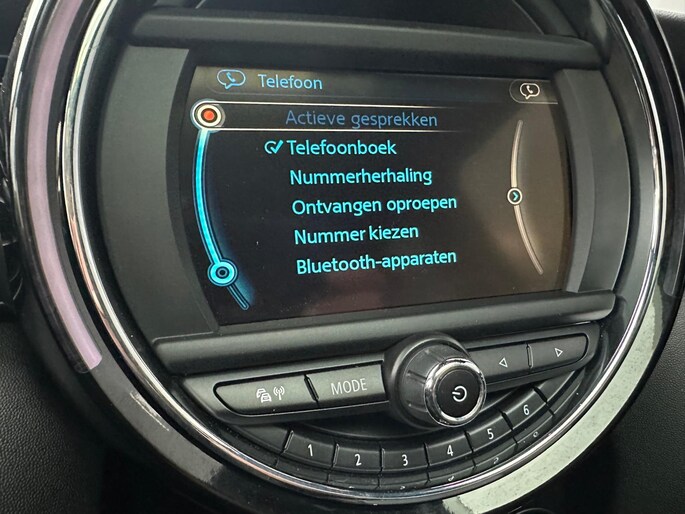 Telefoon
Actieve gesprekken
Telefoonboek
Nummerherhaling
Ontvangen oproepen
Nummer kiezen
Bluetooth-apparaten
MODE
1 2 3 4 5 6